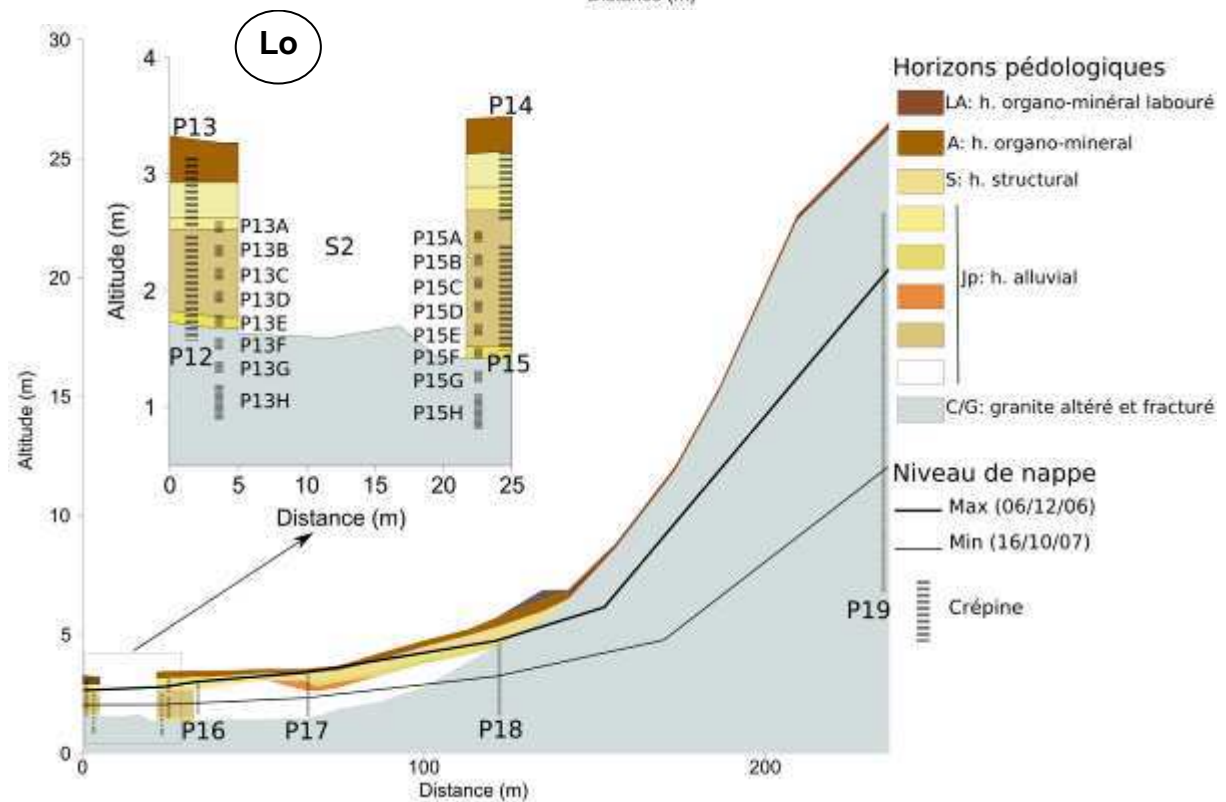 Distance (m)
Lo
30
25
20
15
10
5
0
Altitude (m)
4
3
2
1
Altitude (m)
P13
P14
P13A
P13B
P13C
P13D
P13E
P13F
P13G
P13H
P12
S2
P15A
P15B
P15C
P15D
P15E
P15F
P15G
P15H
P15
0 5 10 15 20 25
Distance (m)
Horizons pédologiques
LA: h. organo-minéral labouré
A: h. organo-mineral
S: h. structural
Jp: h. alluvial
C/G: granite altéré et fracturé
Niveau de nappe
Max (06/12/06)
Min (16/10/07)
Crépine
P16
P17
P18
P19
0 100 200
Distance (m)